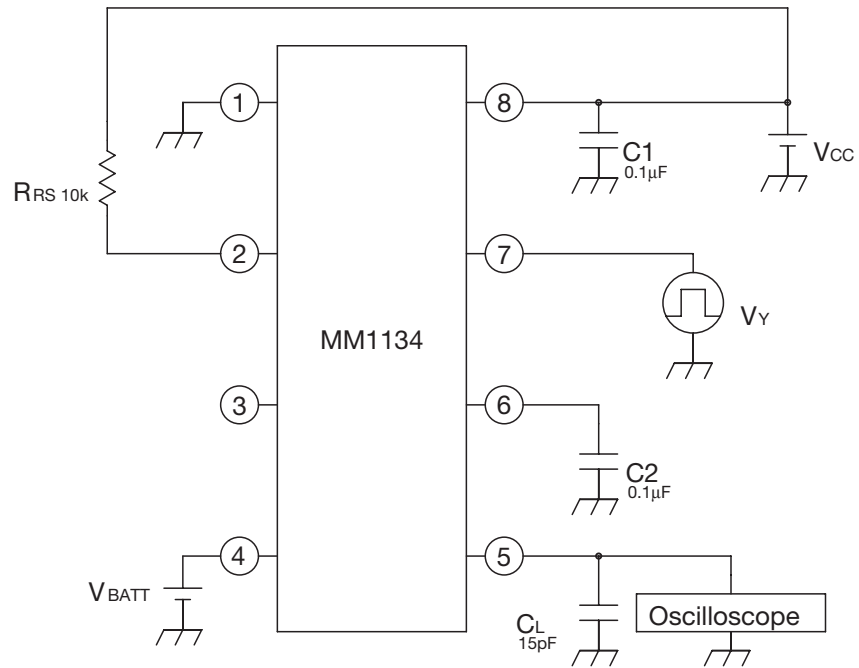 1
8
C1
0.1μF
VCC
RRS 10k
2
7
VY
MM1134
3
6
C2
0.1μF
4
5
VBATT
CL
15pF
Oscilloscope